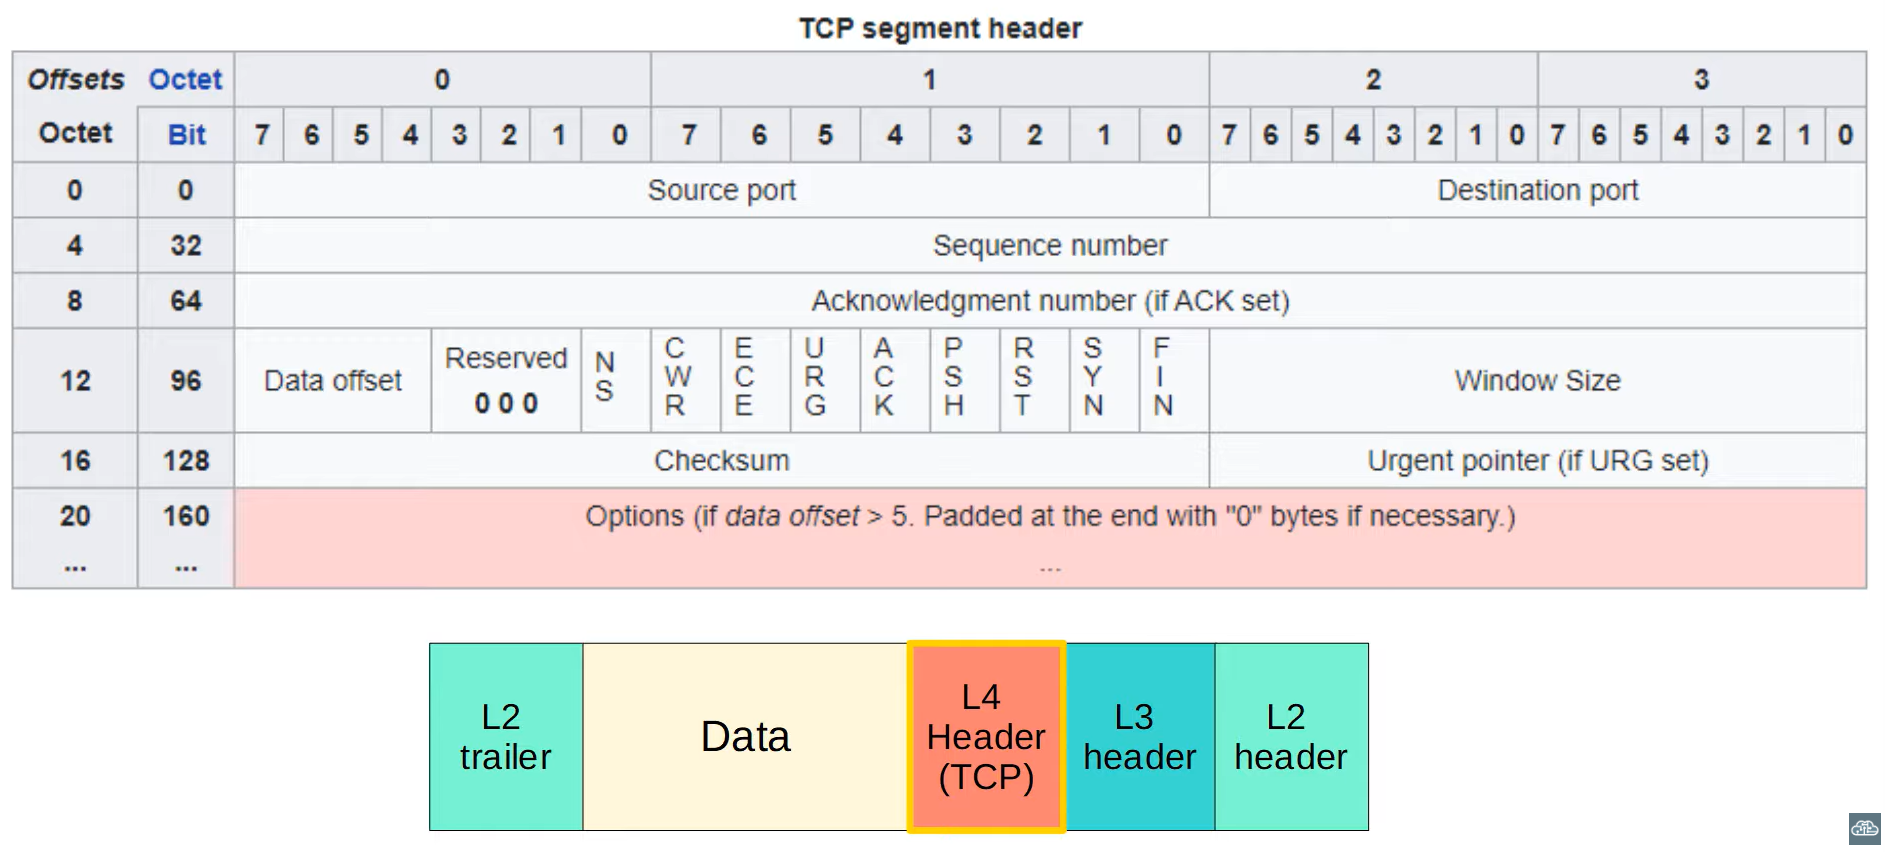 TCP segment header
Offsets Octet 0 1 2 3
Octet Bit 7 6 5 4 3 2 1 0 7 6 5 4 3 2 1 0 7 6 5 4 3 2 1 0 7 6 5 4 3 2 1 0
0 0 Source port Destination port
4 32 Sequence number
8 64 Acknowledgment number (if ACK set)
12 96 Data offset Reserved 0 0 0 NS CWR ECE URG ACK PSH RST SYN FIN Window Size
16 128 Checksum Urgent pointer (if URG set)
20 160 Options (if data offset > 5. Padded at the end with "0" bytes if necessary.)
... ... ...
L2
trailer
Data
L4
Header
(TCP)
L3
header
L2
header